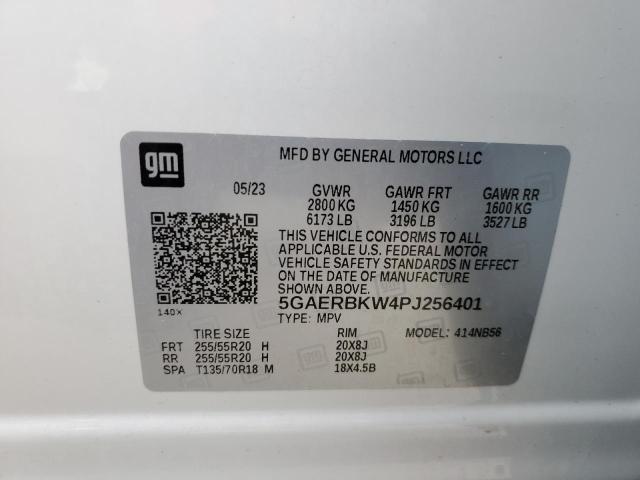 gm
MFD BY GENERAL MOTORS LLC
05/23 GVWR GAWR FRT GAWR RR
2800 KG 1450 KG 1600 KG
6173 LB 3196 LB 3527 LB
THIS VEHICLE CONFORMS TO ALL
APPLICABLE U.S. FEDERAL MOTOR
VEHICLE SAFETY STANDARDS IN EFFECT
ON THE DATE OF MANUFACTURE
SHOWN ABOVE.
5GAERBKW4PJ256401
140X
TYPE: MPV
TIRE SIZE RIM MODEL: 414NB56
FRT 255/55R20 H 20X8J
RR 255/55R20 H 20X8J
SPA T135/70R18 M 18X4.5B